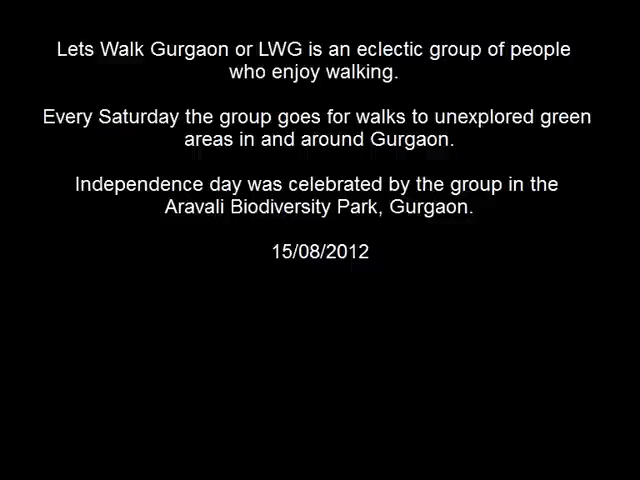 Lets Walk Gurgaon or LWG is an eclectic group of people
who enjoy walking.
Every Saturday the group goes for walks to unexplored green
areas in and around Gurgaon.
Independence day was celebrated by the group in the
Aravali Biodiversity Park, Gurgaon.
15/08/2012